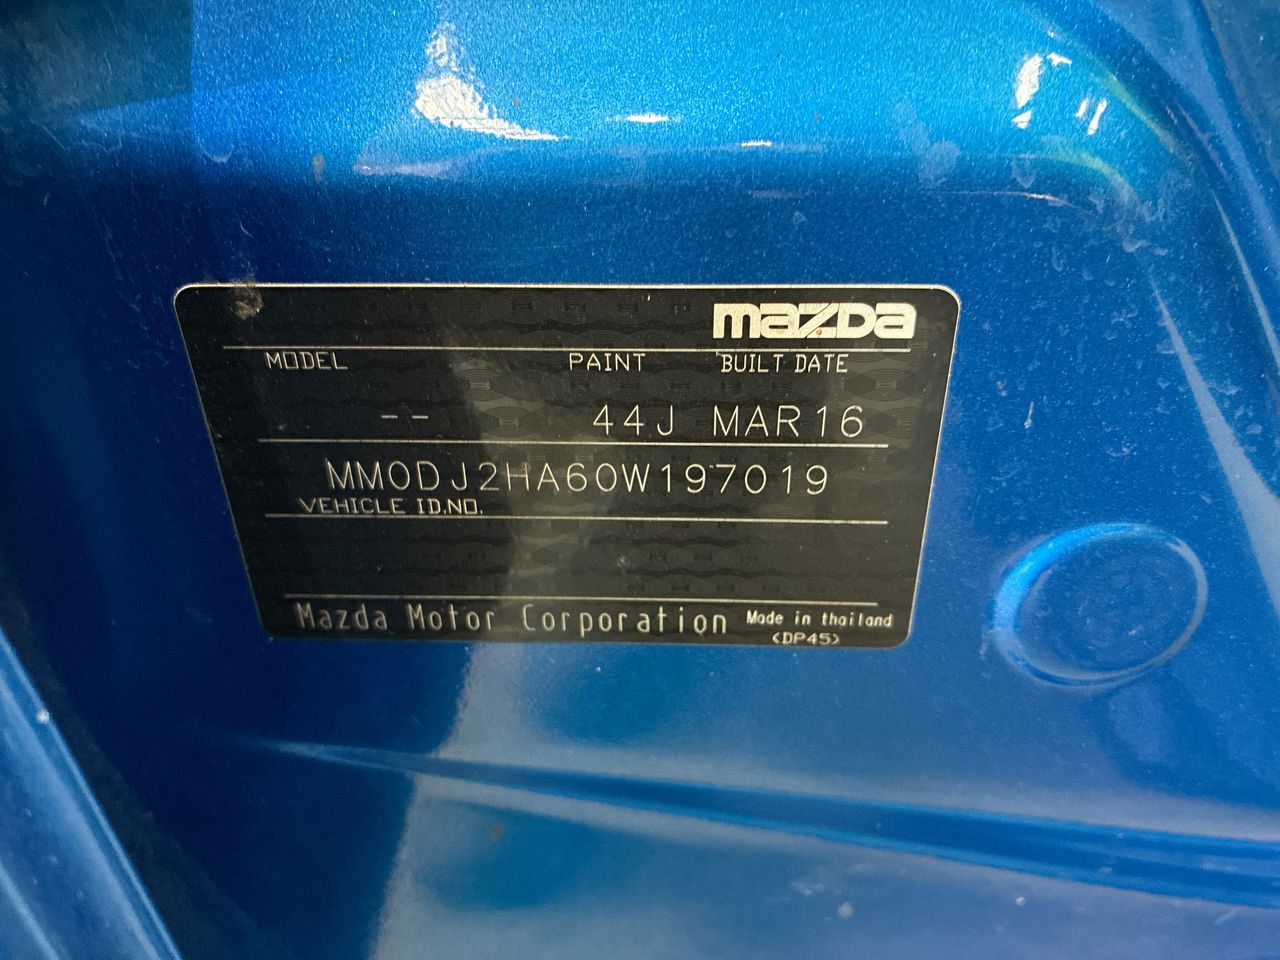 mazda
MODEL PAINT BUILT DATE
-- 44J MAR16
MM0DJ2HA60W197019
VEHICLE ID.NO.
Mazda Motor Corporation Made in thailand
(DP45)